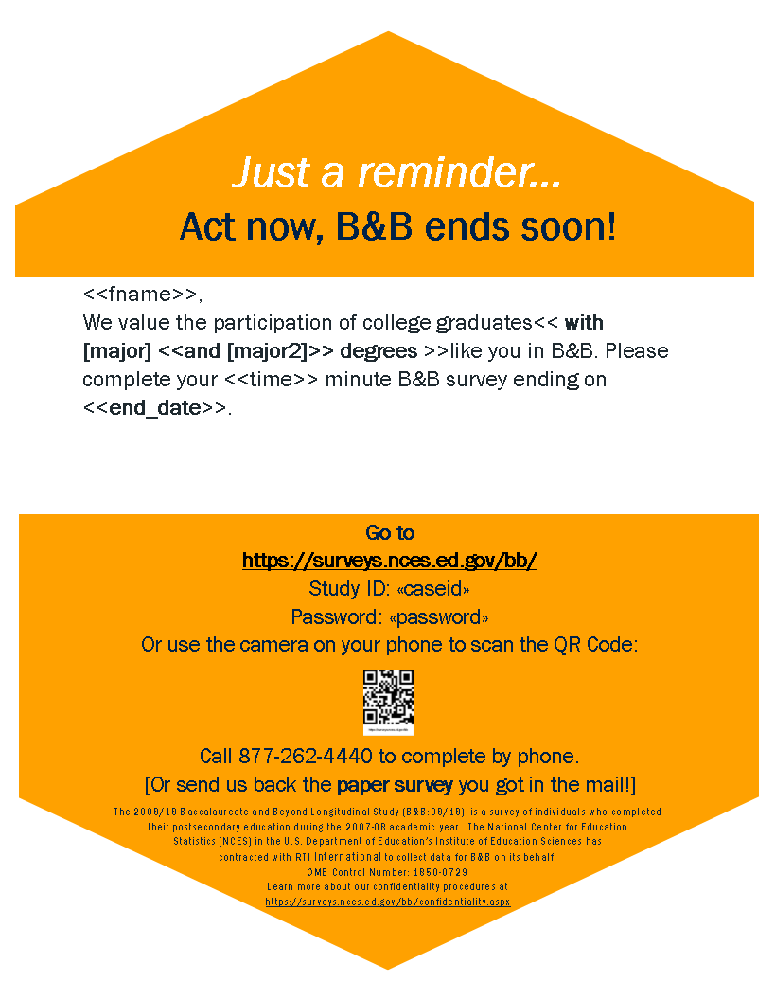 Just a reminder...
Act now, B&B ends soon!
<<fname>>,
We value the participation of college graduates<< with
[major] <<and [major2]>> degrees >>like you in B&B. Please
complete your <<time>> minute B&B survey ending on
<<end_date>>.
Go to
https://surveys.nces.ed.gov/bb/
Study ID: «caseid»
Password: «password»
Or use the camera on your phone to scan the QR Code:
Call 877-262-4440 to complete by phone.
[Or send us back the paper survey you got in the mail!]
The 2008/18 Baccalaureate and Beyond Longitudinal Study (B&B:08/18) is a survey of individuals who completed
their postsecondary education during the 2007-08 academic year. The National Center for Education
Statistics (NCES) in the U.S. Department of Education's Institute of Education Sciences has
contracted with RTI International to collect data for B&B on its behalf.
OMB Control Number: 1850-0729
Learn more about our confidentiality procedures at
https://surveys.nces.ed.gov/bb/confidentiality.aspx